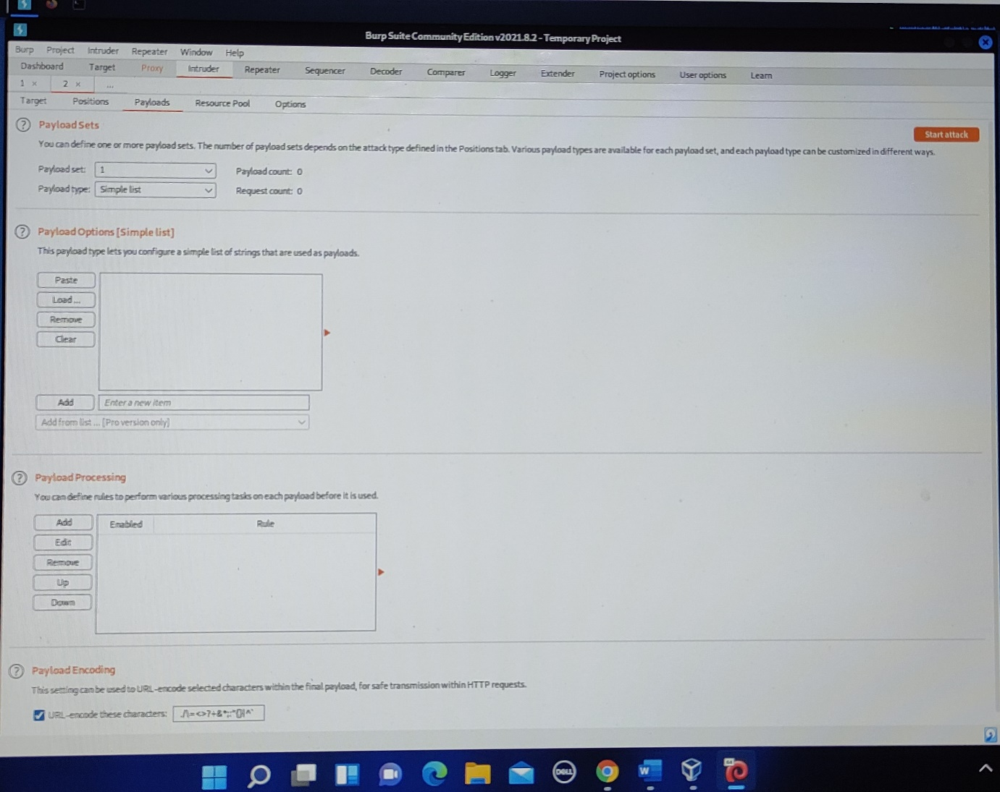 Burp Suite Community Edition v2021.8.2 - Temporary Project
Burp Project Intruder Repeater Window Help
Dashboard Target Proxy Intruder Repeater Sequencer Decoder Comparer Logger Extender Project options User options Learn
1 × 2 × ...
Target Positions Payloads Resource Pool Options
? Payload Sets
Start attack
You can define one or more payload sets. The number of payload sets depends on the attack type defined in the Positions tab. Various payload types are available for each payload set, and each payload type can be customized in different ways.
Payload set: 1 Payload count: 0
Payload type: Simple list Request count: 0
? Payload Options [Simple list]
This payload type lets you configure a simple list of strings that are used as payloads.
Paste
Load ...
Remove
Clear
Add Enter a new item
Add from list ... [Pro version only]
? Payload Processing
You can define rules to perform various processing tasks on each payload before it is used.
Add Enabled Rule
Edit
Remove
Up
Down
? Payload Encoding
This setting can be used to URL-encode selected characters within the final payload, for safe transmission within HTTP requests.
URL-encode these characters:
DELL
W
64